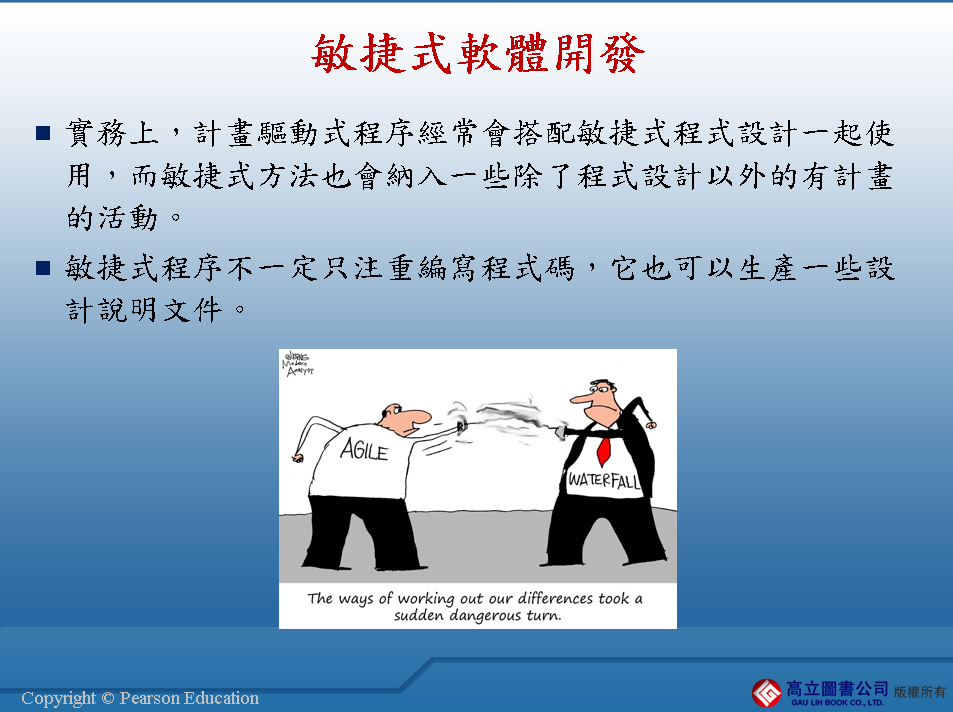 敏捷式軟體開發
實務上，計畫驅動式程序經常會搭配敏捷式程式設計一起使
用，而敏捷式方法也會納入一些除了程式設計以外的有計畫
的活動。
敏捷式程序不一定只注重編寫程式碼，它也可以生產一些設
計說明文件。
Modern
Analyst
AGILE
WATERFALL
The ways of working out our differences took a
sudden dangerous turn.
Copyright © Pearson Education
高立圖書公司 版權所有
GAU LIH BOOK CO., LTD.